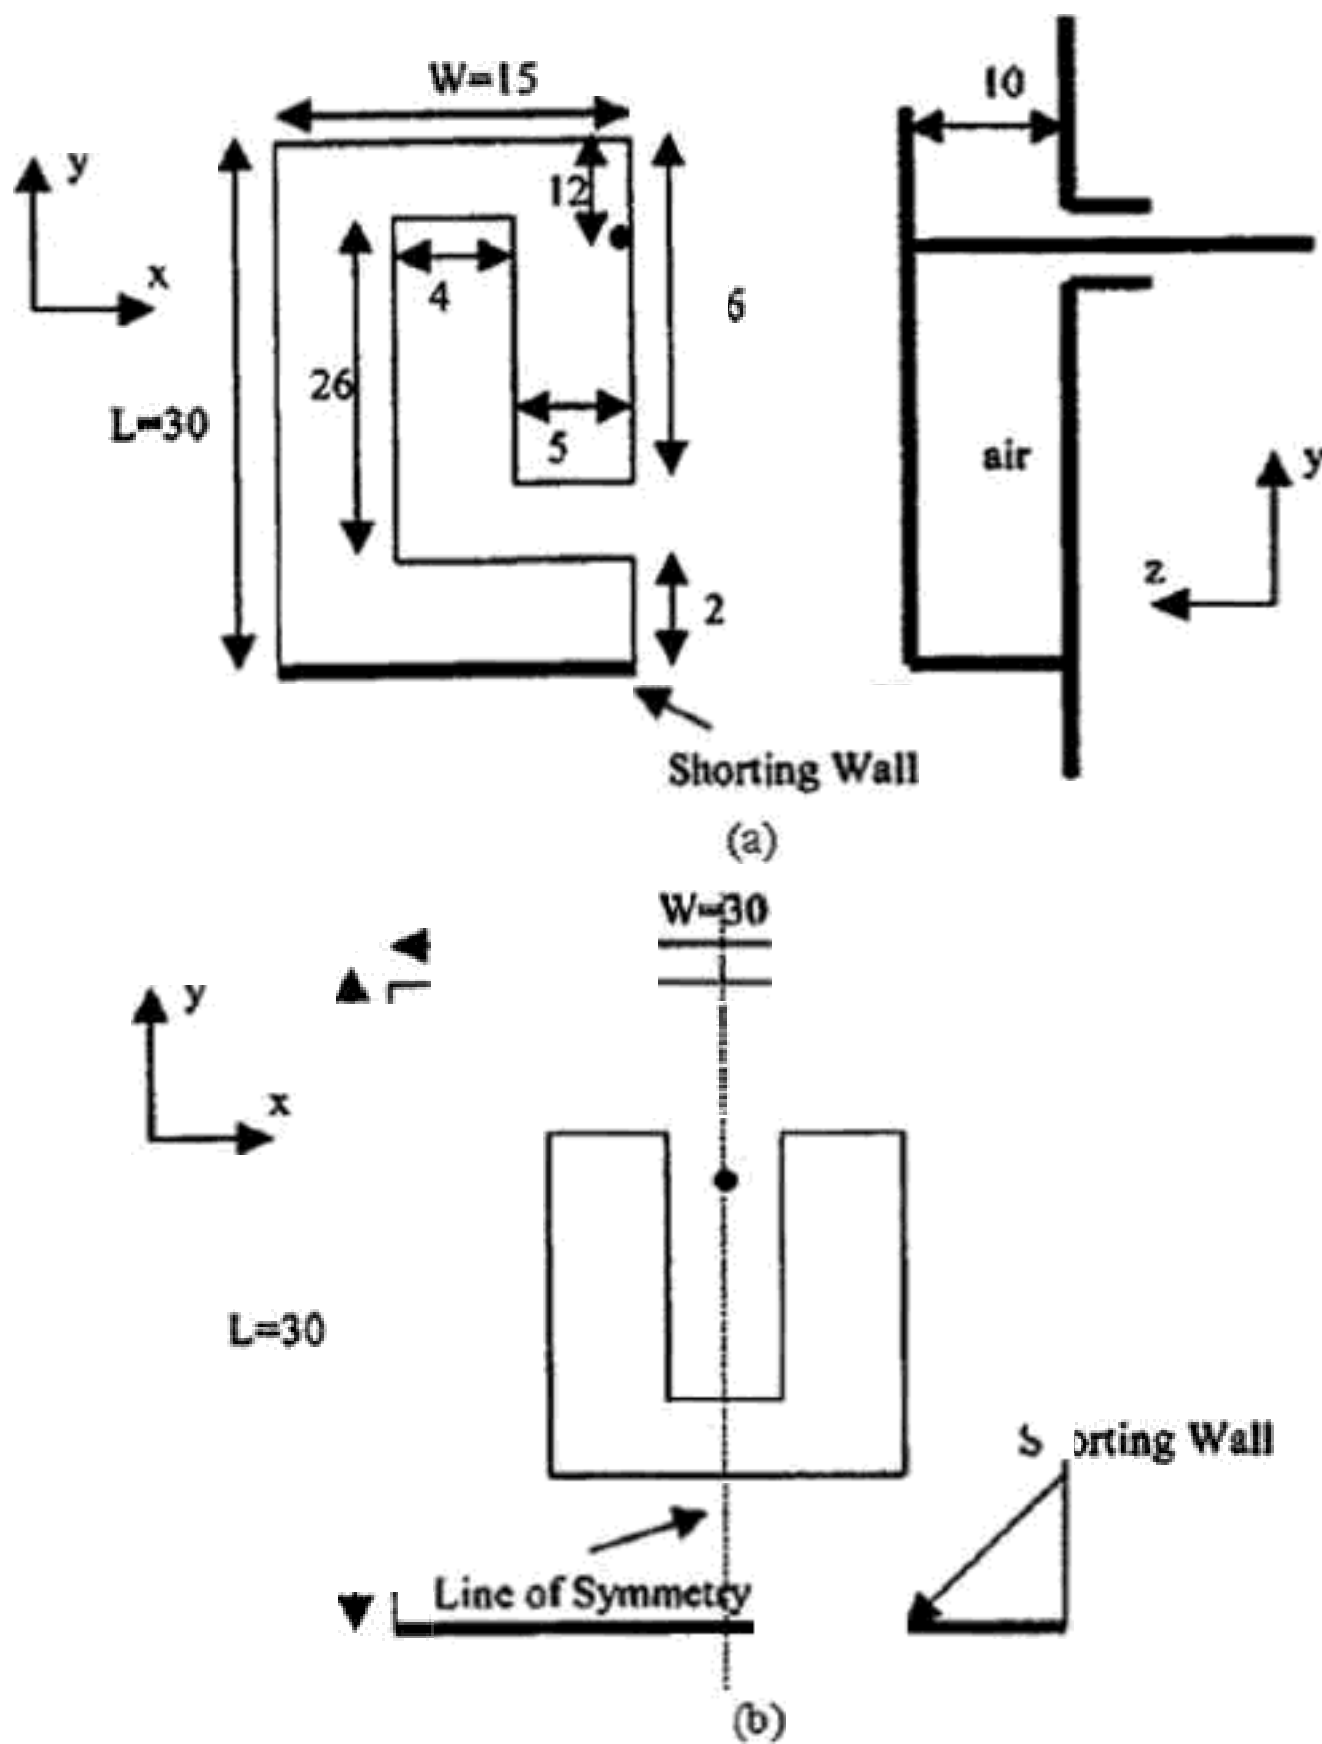 W=15
10
y
12
x
4
6
26
L=30
5
air
y
z
2
Shorting Wall
(a)
W=30
y
x
L=30
S orting Wall
Line of Symmetry
(b)